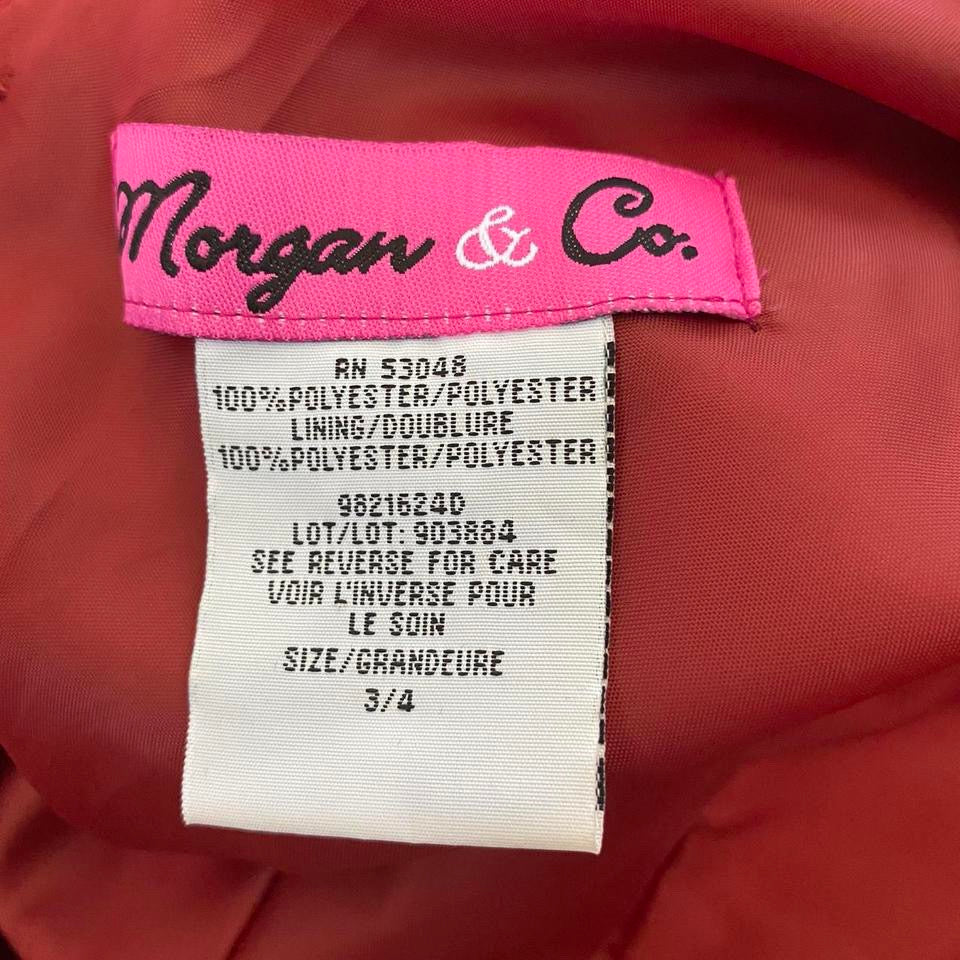 Morgan & Co.
RN 53048
100%POLYESTER/POLYESTER
LINING/DOUBLURE
100%POLYESTER/POLYESTER
9821624D
LOT/LOT: 903884
SEE REVERSE FOR CARE
VOIR L'INVERSE POUR
LE SOIN
SIZE/GRANDEURE
3/4